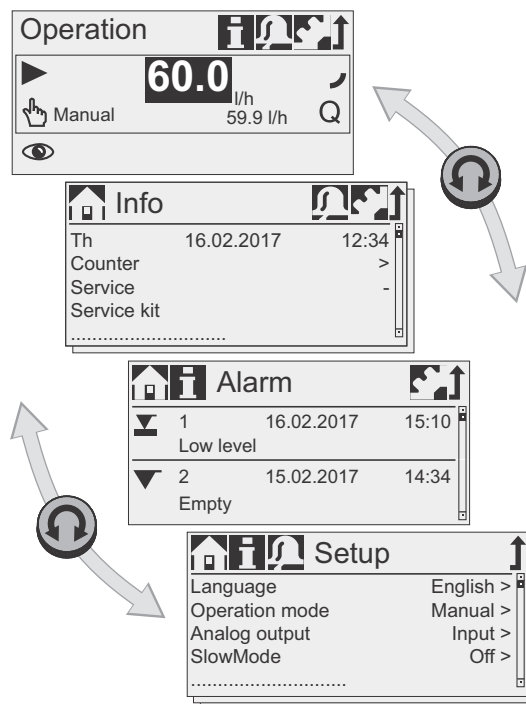 Operation
60.0
l/h
Manual 59.9 l/h Q
Info
Th 16.02.2017 12:34
Counter >
Service -
Service kit
............................
Alarm
1 16.02.2017 15:10
Low level
2 15.02.2017 14:34
Empty
Setup
Language English >
Operation mode Manual >
Analog output Input >
SlowMode Off >
............................